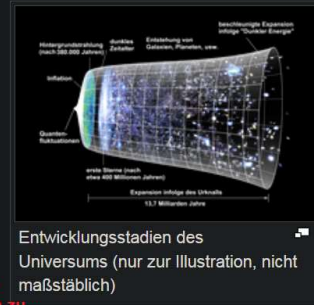 beschleunigte Expansion
infolge "Dunkler Energie"
Hintergrundstrahlung
(nach 380.000 Jahren)
dunkles
Zeitalter
Entstehung von
Galaxien, Planeten, usw.
Inflation
Quanten-
fluktuationen
erste Sterne (nach
etwa 400 Millionen Jahren)
Expansion infolge des Urknalls
13,7 Milliarden Jahre
Entwicklungsstadien des
Universums (nur zur Illustration, nicht
maßstäblich)